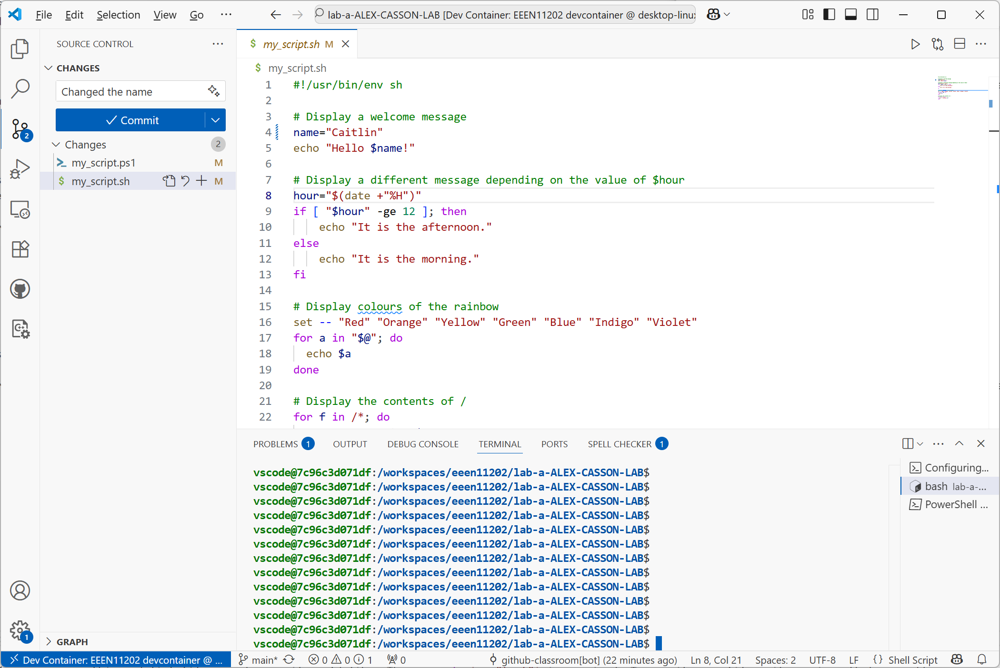 File Edit Selection View Go ··· lab-a-ALEX-CASSON-LAB [Dev Container: EEEN11202 devcontainer @ desktop-linux
SOURCE CONTROL
CHANGES
Changed the name
Commit
2
Changes 2
my_script.ps1 M
my_script.sh M
1
GRAPH
$ my_script.sh M
$ my_script.sh
1 #!/usr/bin/env sh
2
3 # Display a welcome message
4 name="Caitlin"
5 echo "Hello $name!"
6
7 # Display a different message depending on the value of $hour
8 hour="$(date +"%H")"
9 if [ "$hour" -ge 12 ]; then
10 echo "It is the afternoon."
11 else
12 echo "It is the morning."
13 fi
14
15 # Display colours of the rainbow
16 set -- "Red" "Orange" "Yellow" "Green" "Blue" "Indigo" "Violet"
17 for a in "$@"; do
18 echo $a
19 done
20
21 # Display the contents of /
22 for f in /*; do
PROBLEMS 1 OUTPUT DEBUG CONSOLE TERMINAL PORTS SPELL CHECKER 1
vscode@7c96c3d071df:/workspaces/eeen11202/lab-a-ALEX-CASSON-LAB$
vscode@7c96c3d071df:/workspaces/eeen11202/lab-a-ALEX-CASSON-LAB$
vscode@7c96c3d071df:/workspaces/eeen11202/lab-a-ALEX-CASSON-LAB$
vscode@7c96c3d071df:/workspaces/eeen11202/lab-a-ALEX-CASSON-LAB$
vscode@7c96c3d071df:/workspaces/eeen11202/lab-a-ALEX-CASSON-LAB$
vscode@7c96c3d071df:/workspaces/eeen11202/lab-a-ALEX-CASSON-LAB$
vscode@7c96c3d071df:/workspaces/eeen11202/lab-a-ALEX-CASSON-LAB$
vscode@7c96c3d071df:/workspaces/eeen11202/lab-a-ALEX-CASSON-LAB$
vscode@7c96c3d071df:/workspaces/eeen11202/lab-a-ALEX-CASSON-LAB$
vscode@7c96c3d071df:/workspaces/eeen11202/lab-a-ALEX-CASSON-LAB$
vscode@7c96c3d071df:/workspaces/eeen11202/lab-a-ALEX-CASSON-LAB$
vscode@7c96c3d071df:/workspaces/eeen11202/lab-a-ALEX-CASSON-LAB$
vscode@7c96c3d071df:/workspaces/eeen11202/lab-a-ALEX-CASSON-LAB$
Configuring...
bash lab-a-...
PowerShell ...
Dev Container: EEEN11202 devcontainer @ ... main* 0 0 1 0 github-classroom[bot] (22 minutes ago) Ln 8, Col 21 Spaces: 2 UTF-8 LF {} Shell Script